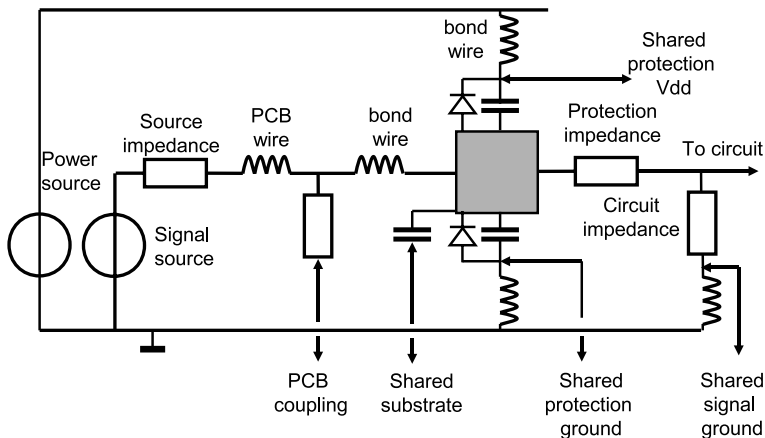 bond
wire
Shared
protection
Vdd
PCB
wire
bond
wire
Source
impedance
Protection
impedance
To circuit
Power
source
Signal
source
Circuit
impedance
PCB
coupling
Shared
substrate
Shared
protection
ground
Shared
signal
ground